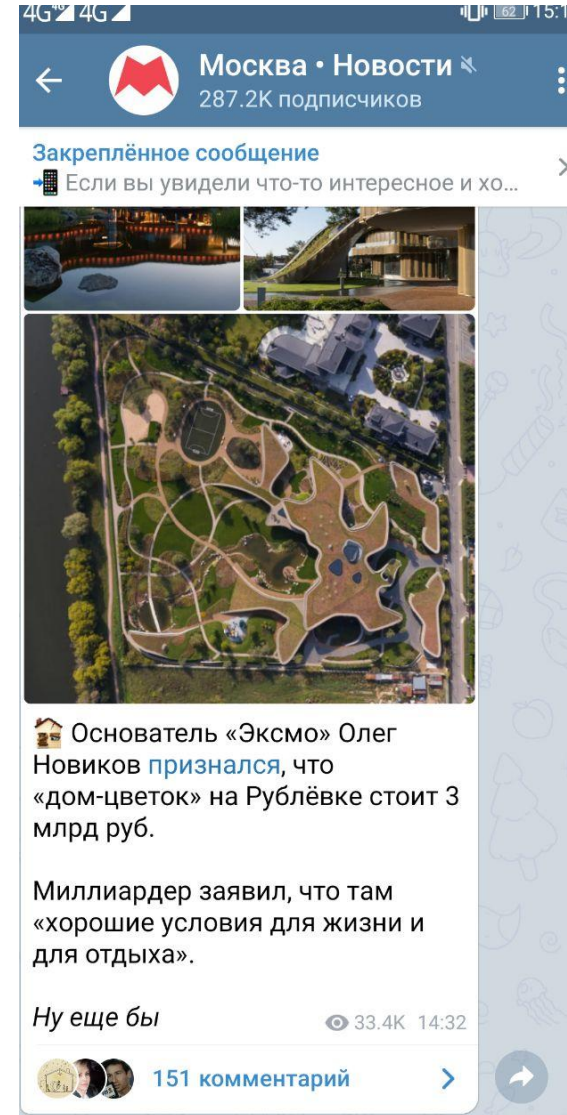 4G 4G 62 15:1
Москва • Новости
287.2K подписчиков
Закреплённое сообщение
Если вы увидели что-то интересное и хо...
Основатель «Эксмо» Олег
Новиков признался, что
«дом-цветок» на Рублёвке стоит 3
млрд руб.
Миллиардер заявил, что там
«хорошие условия для жизни и
для отдыха».
Ну еще бы
33.4K 14:32
151 комментарий